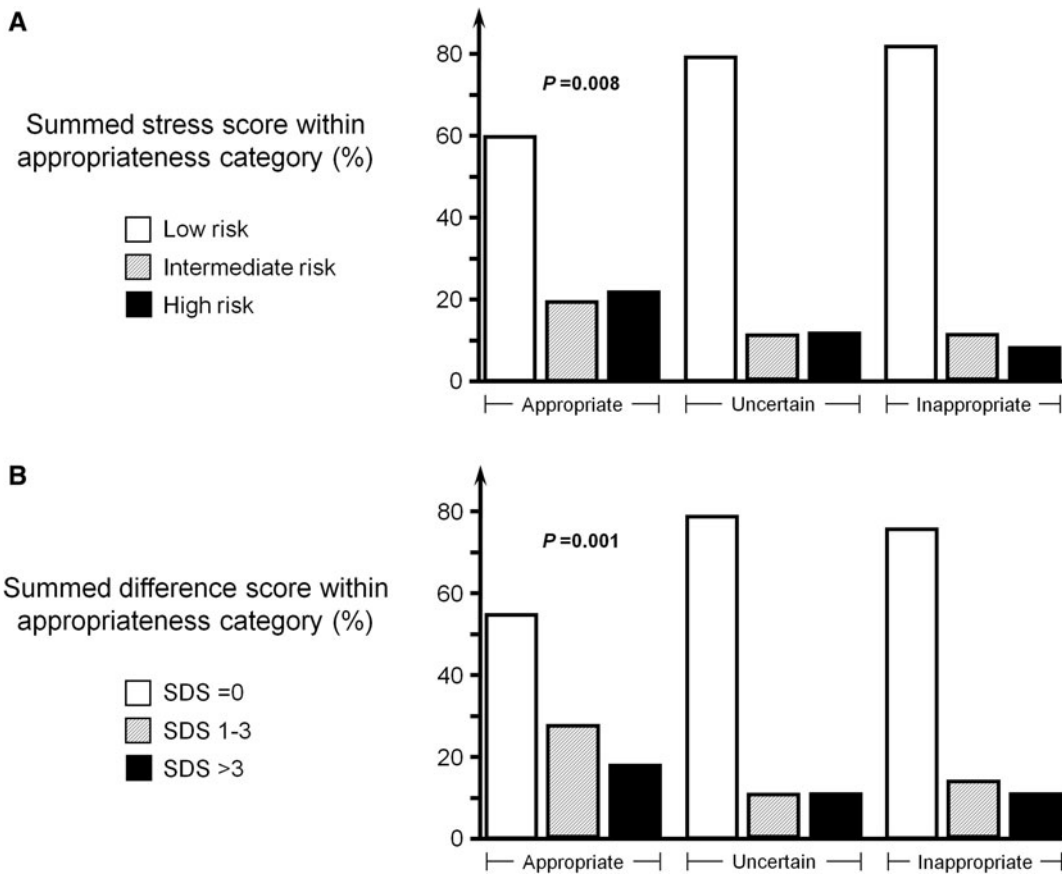 A
Summed stress score within
appropriateness category (%)
Low risk
Intermediate risk
High risk
80
60
40
20
0
P =0.008
Appropriate
Uncertain
Inappropriate
B
Summed difference score within
appropriateness category (%)
SDS =0
SDS 1-3
SDS >3
80
60
40
20
0
P =0.001
Appropriate
Uncertain
Inappropriate